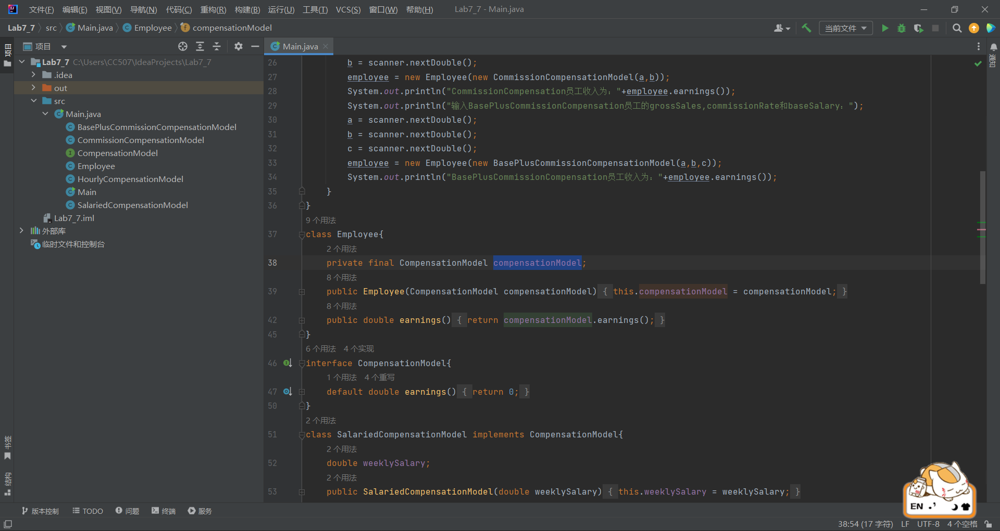 文件(F) 编辑(E) 视图(V) 导航(N) 代码(C) 重构(R) 构建(B) 运行(U) 工具(T) VCS(S) 窗口(W) 帮助(H) Lab7_7 - Main.java
Lab7_7 src Main.java Employee compensationModel 当前文件
项目
项目
Main.java
通知
Lab7_7 C:\Users\CC507\IdeaProjects\Lab7_7
.idea
out
src
Main.java
BasePlusCommissionCompensationModel
CommissionCompensationModel
CompensationModel
Employee
HourlyCompensationModel
Main
SalariedCompensationModel
Lab7_7.iml
外部库
临时文件和控制台
26 b = scanner.nextDouble();
27 employee = new Employee(new CommissionCompensationModel(a,b));
28 System.out.println("CommissionCompensation员工收入为："+employee.earnings());
29 System.out.println("输入BasePlusCommissionCompensation员工的grossSales,commissionRate和baseSalary：");
30 a = scanner.nextDouble();
31 b = scanner.nextDouble();
32 c = scanner.nextDouble();
33 employee = new Employee(new BasePlusCommissionCompensationModel(a,b,c));
34 System.out.println("BasePlusCommissionCompensation员工收入为："+employee.earnings());
35 }
36 }
9 个用法
37 class Employee{
2 个用法
38 private final CompensationModel compensationModel;
8 个用法
39 public Employee(CompensationModel compensationModel) { this.compensationModel = compensationModel; }
8 个用法
42 public double earnings() { return compensationModel.earnings(); }
45 }
6 个用法 4 个实现
46 interface CompensationModel{
1 个用法 4 个重写
47 default double earnings() { return 0; }
50 }
2 个用法
51 class SalariedCompensationModel implements CompensationModel{
2 个用法
52 double weeklySalary;
2 个用法
53 public SalariedCompensationModel(double weeklySalary) { this.weeklySalary = weeklySalary; }
书签
结构
EN
版本控制 TODO 问题 终端 服务
38:54 (17 字符) LF UTF-8 4 个空格